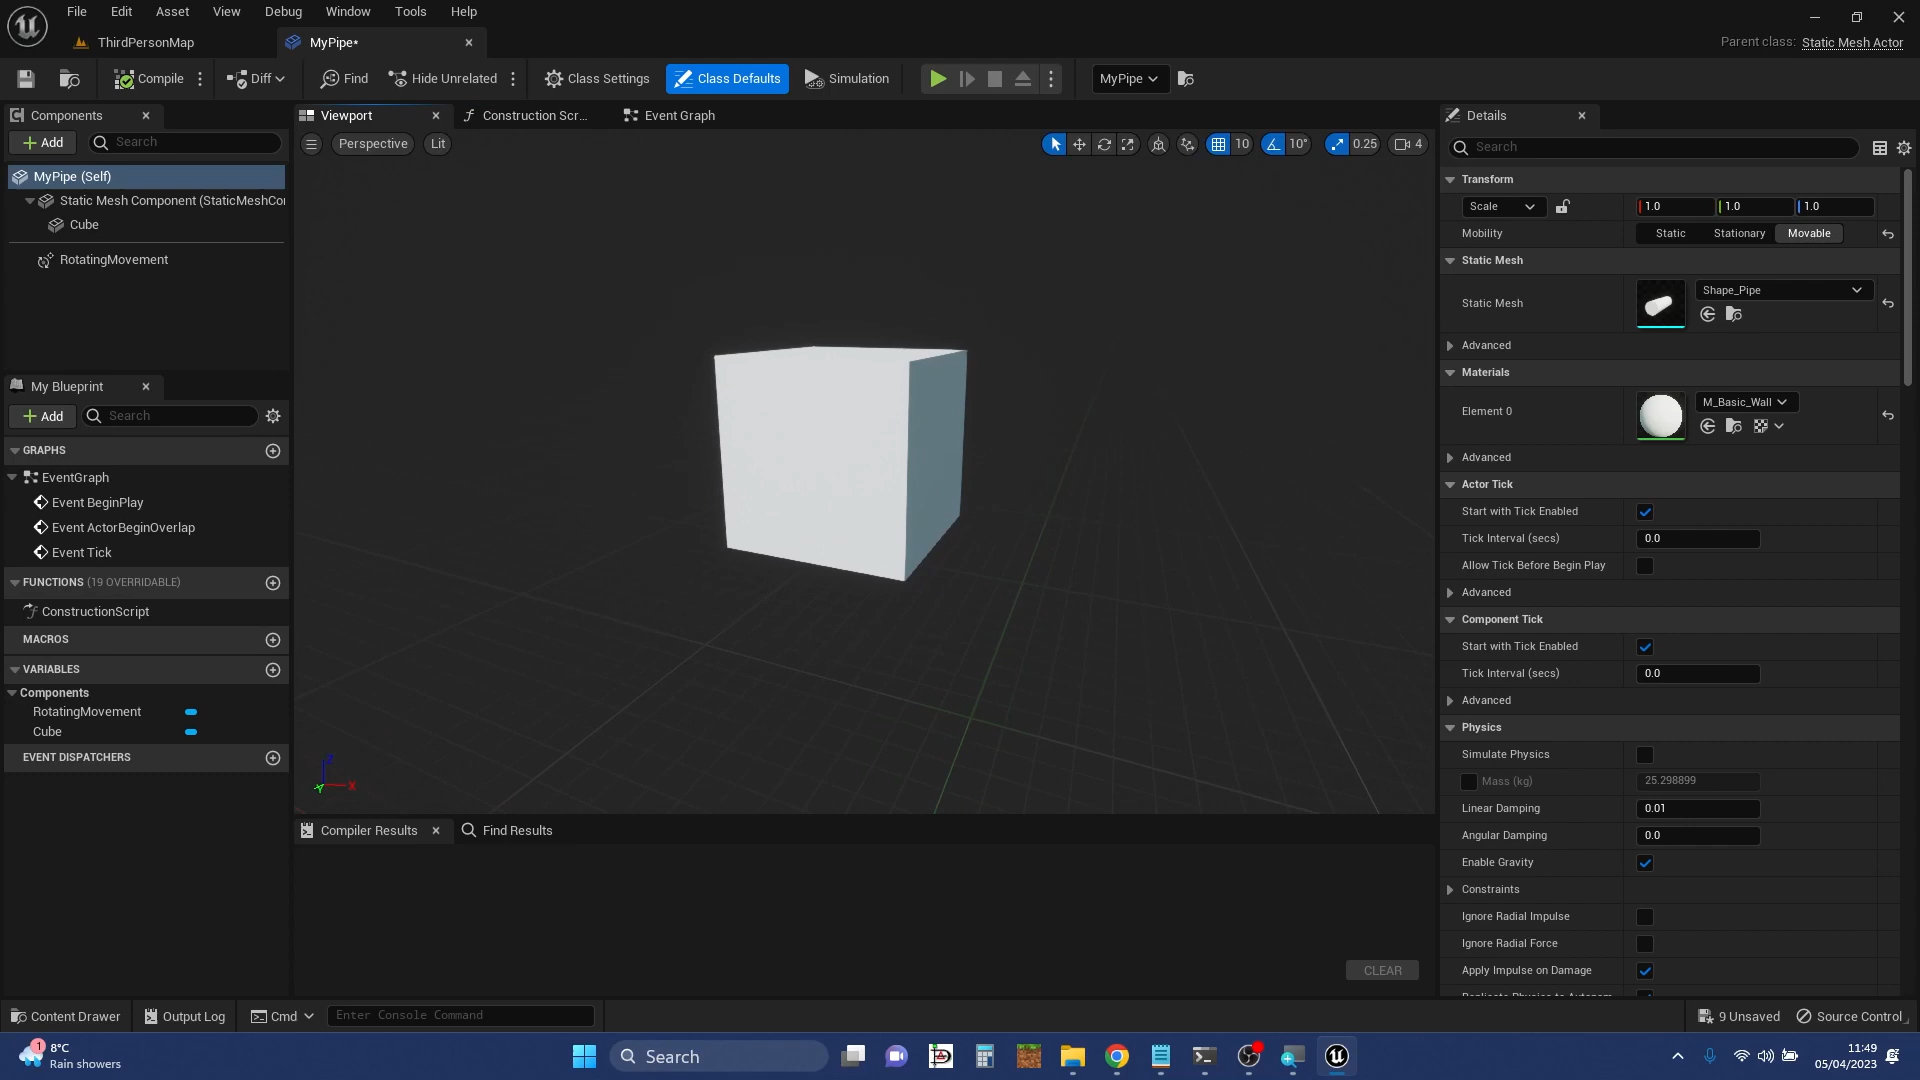 File Edit Asset View Debug Window Tools Help
ThirdPersonMap
MyPipe*
Parent class: Static Mesh Actor
Compile
Diff
Find
Hide Unrelated
Class Settings
Class Defaults
Simulation
MyPipe
Components
Add
Search
MyPipe (Self)
Static Mesh Component (StaticMeshCo
Cube
RotatingMovement
My Blueprint
Add
Search
GRAPHS
EventGraph
Event BeginPlay
Event ActorBeginOverlap
Event Tick
FUNCTIONS (19 OVERRIDABLE)
ConstructionScript
MACROS
VARIABLES
Components
RotatingMovement
Cube
EVENT DISPATCHERS
Viewport
Construction Scr...
Event Graph
Perspective
Lit
10
10°
0.25
4
Z
X
Y
Compiler Results
Find Results
CLEAR
Details
Search
Transform
Scale
1.0 1.0 1.0
Mobility
Static Stationary Movable
Static Mesh
Static Mesh
Shape_Pipe
Advanced
Materials
Element 0
M_Basic_Wall
Advanced
Actor Tick
Start with Tick Enabled
Tick Interval (secs) 0.0
Allow Tick Before Begin Play
Advanced
Component Tick
Start with Tick Enabled
Tick Interval (secs) 0.0
Advanced
Physics
Simulate Physics
Mass (kg) 25.298899
Linear Damping 0.01
Angular Damping 0.0
Enable Gravity
Constraints
Ignore Radial Impulse
Ignore Radial Force
Apply Impulse on Damage
Content Drawer
Output Log
Cmd
Enter Console Command
9 Unsaved
Source Control
1
8°C
Rain showers
Search
11:49
05/04/2023